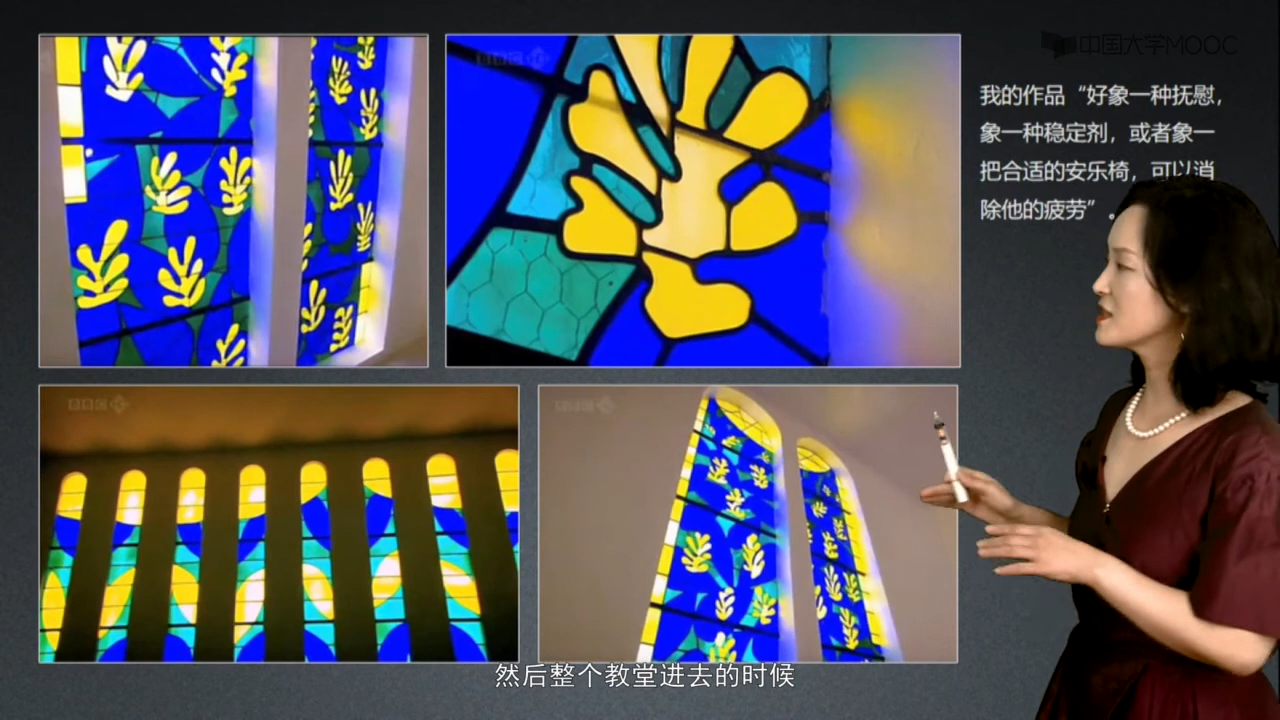 中国大学MOOC
我的作品“好象一种抚慰，
象一种稳定剂，或者象一
把合适的安乐椅，可以消
除他的疲劳”。
然后整个教堂进去的时候